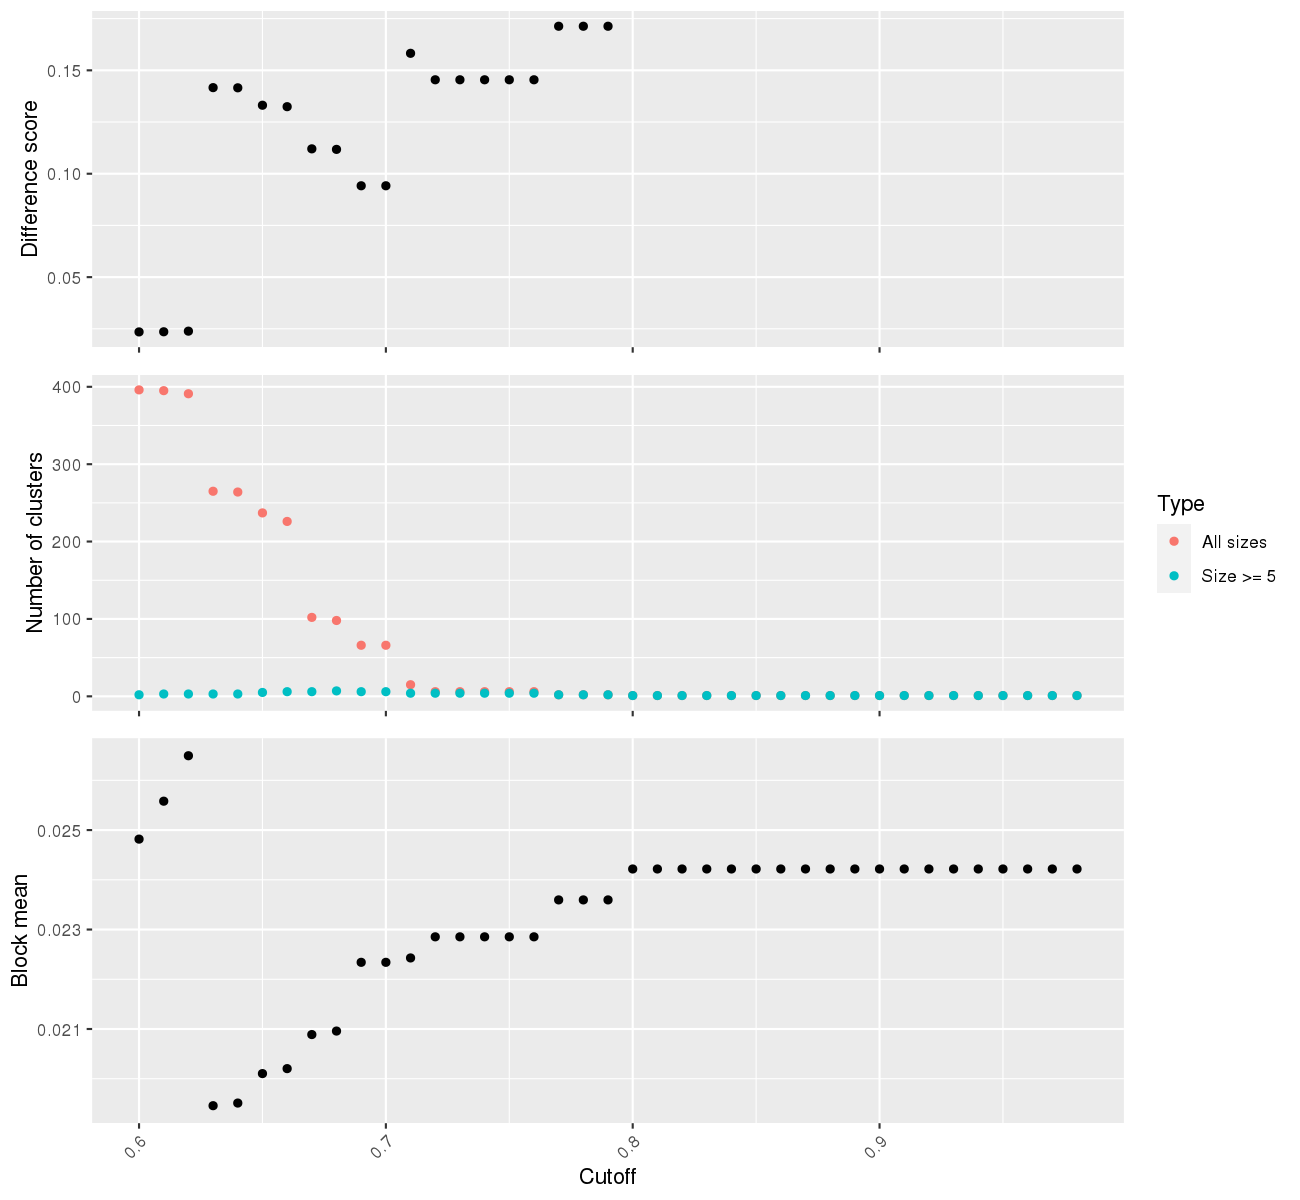 Difference score
0.15
0.10
0.05
Number of clusters
400
300
200
100
0
Type
All sizes
Size >= 5
Block mean
0.025
0.023
0.021
0.6
0.7
0.8
0.9
Cutoff